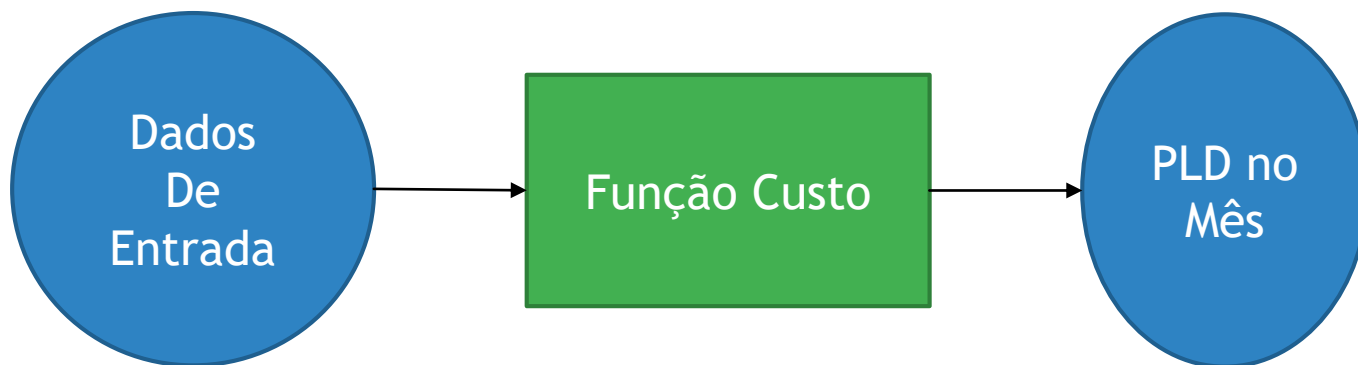 Dados
De
Entrada
Função Custo
PLD no
Mês